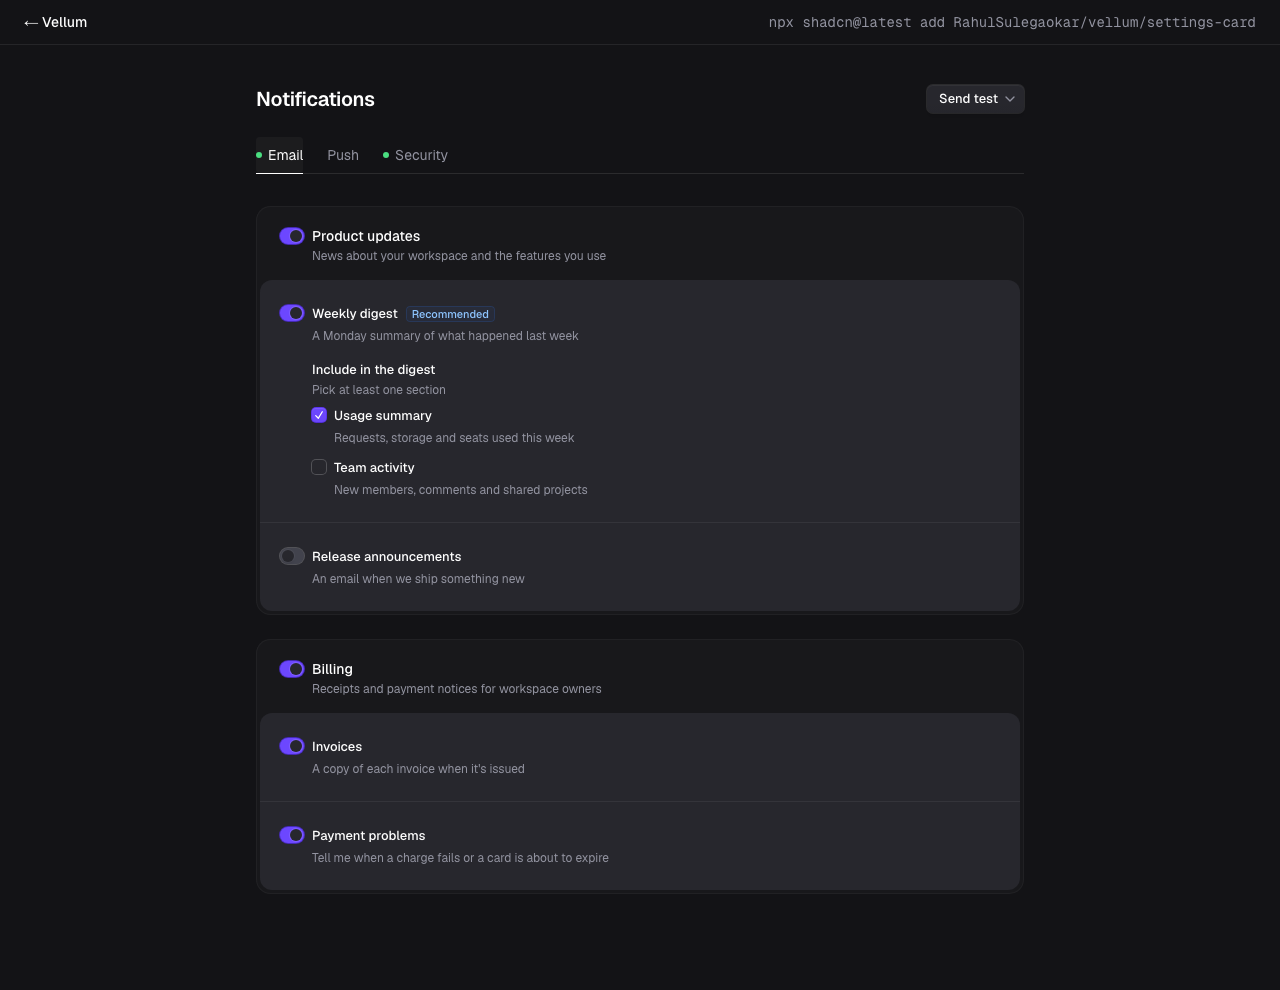 ← Vellum
npx shadcn@latest add RahulSulegaokar/vellum/settings-card
Notifications
Send test
Email Push Security
Product updates
News about your workspace and the features you use
Weekly digest Recommended
A Monday summary of what happened last week
Include in the digest
Pick at least one section
Usage summary
Requests, storage and seats used this week
Team activity
New members, comments and shared projects
Release announcements
An email when we ship something new
Billing
Receipts and payment notices for workspace owners
Invoices
A copy of each invoice when it's issued
Payment problems
Tell me when a charge fails or a card is about to expire